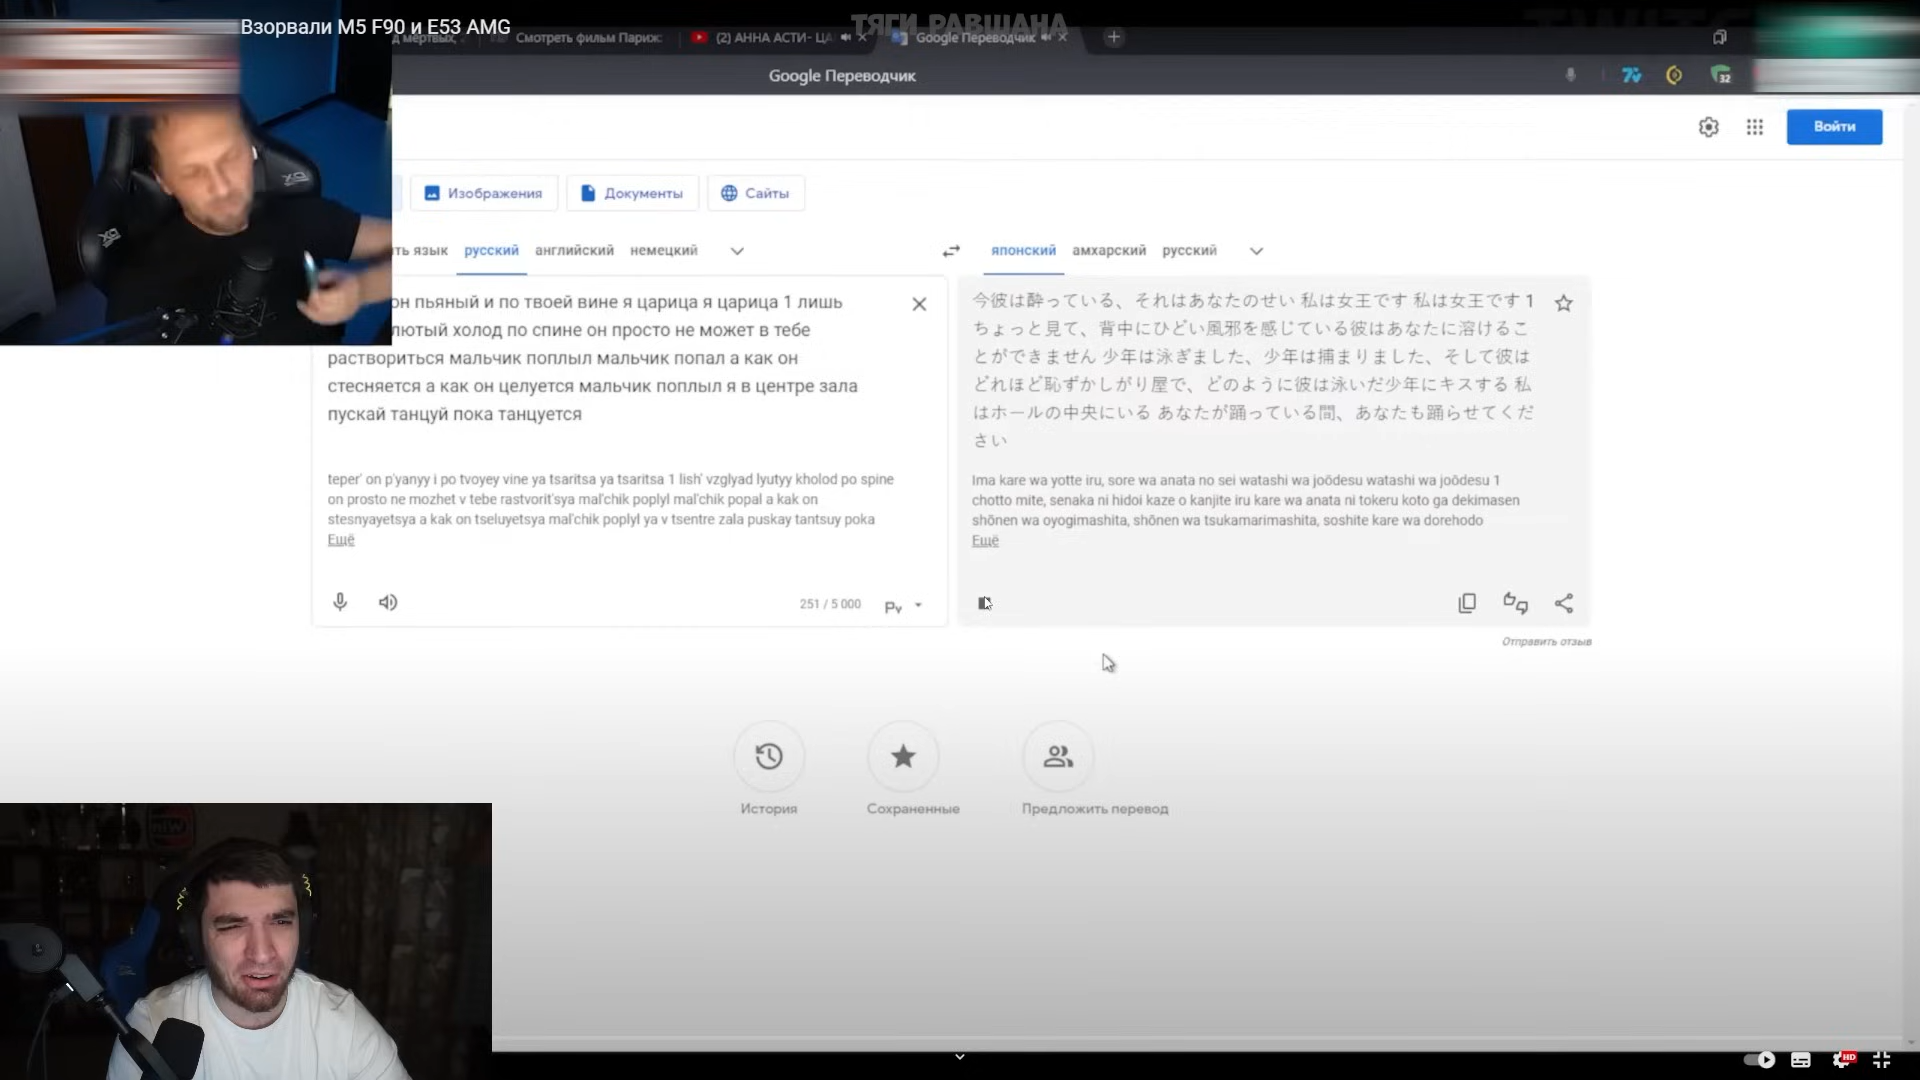 Взорвали M5 F90 и E53 AMG
ТЯГИ РАВШАНА
Смотреть фильм Париж:
(2) АННА АСТИ- ЦА
Google Переводчик
Google Переводчик
32
Войти
Изображения
Документы
Сайты
ть язык
русский
английский
немецкий
японский
амхарский
русский
он пьяный и по твоей вине я царица я царица 1 лишь
лютый холод по спине он просто не может в тебе
раствориться мальчик поплыл мальчик попал а как он
стесняется а как он целуется мальчик поплыл я в центре зала
пускай танцуй пока танцуется
teper' on p'yanyy i po tvoyey vine ya tsaritsa ya tsaritsa 1 lish' vzglyad lyutyy kholod po spine
on prosto ne mozhet v tebe rastvorit'sya mal'chik poplyl mal'chik popal a kak on
stesnyayetsya a kak on tseluyetsya mal'chik poplyl ya v tsentre zala puskay tantsuy poka
Ещё
251 / 5 000
Ру
今彼は酔っている、それはあなたのせい 私は女王です 私は女王です 1
ちょっと見て、背中にひどい風邪を感じている彼はあなたに溶けるこ
とができません 少年は泳ぎました、少年は捕まりました、そして彼は
どれほど恥ずかしがり屋で、どのように彼は泳いだ少年にキスする 私
はホールの中央にいる あなたが踊っている間、あなたも踊らせてくだ
さい
Ima kare wa yotte iru, sore wa anata no sei watashi wa joōdesu watashi wa joōdesu 1
chotto mite, senaka ni hidoi kaze o kanjite iru kare wa anata ni tokeru koto ga dekimasen
shōnen wa oyogimashita, shōnen wa tsukamarimashita, soshite kare wa dorehodo
Ещё
Отправить отзыв
История
Сохраненные
Предложить перевод
HD